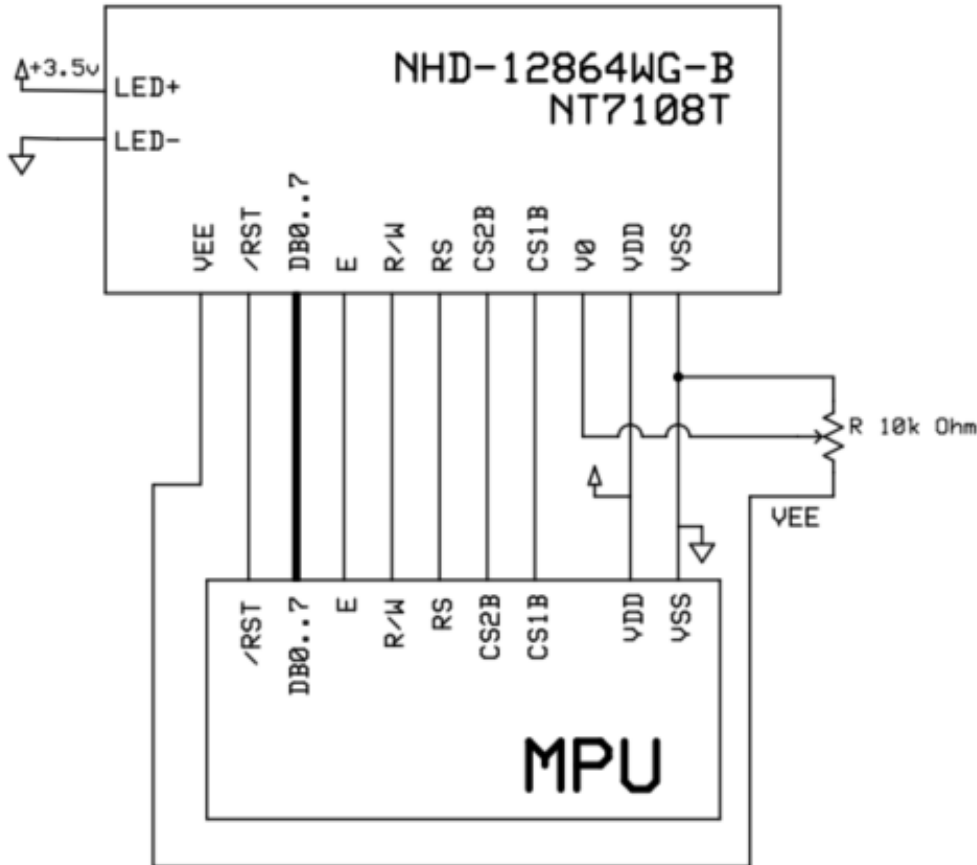 NHD-12864WG-B
NT7108T
+3.5v
LED+
LED-
VEE
/RST
DB0..7
E
R/W
RS
CS2B
CS1B
V0
VDD
VSS
R 10k Ohm
VEE
/RST
DB0..7
E
R/W
RS
CS2B
CS1B
VDD
VSS
MPU